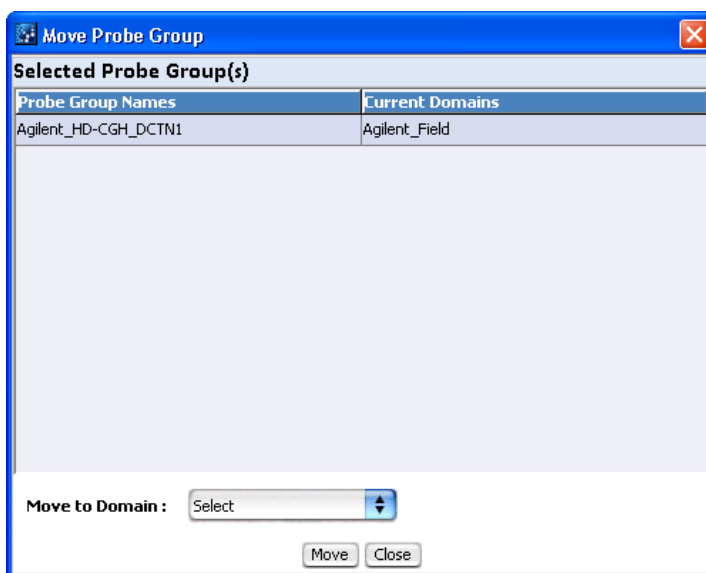 Move Probe Group
Selected Probe Group(s)
Probe Group Names Current Domains
Agilent_HD-CGH_DCTN1 Agilent_Field
Move to Domain : Select
Move Close